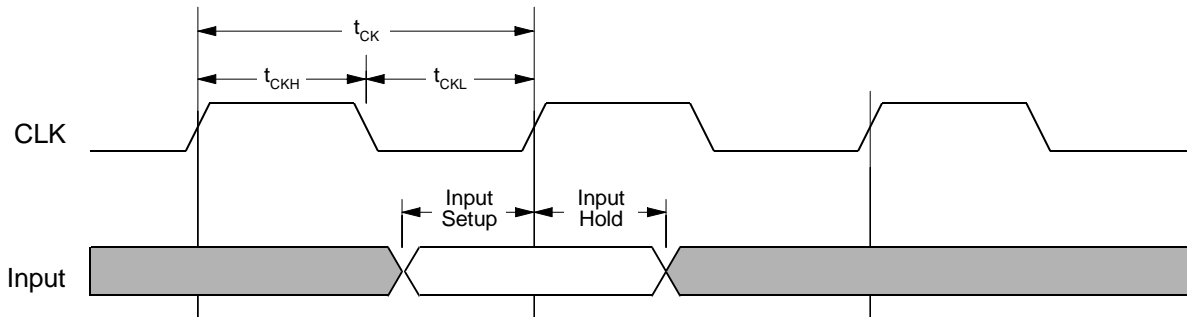 tCK
tCKH
tCKL
CLK
Input
Setup
Input
Hold
Input